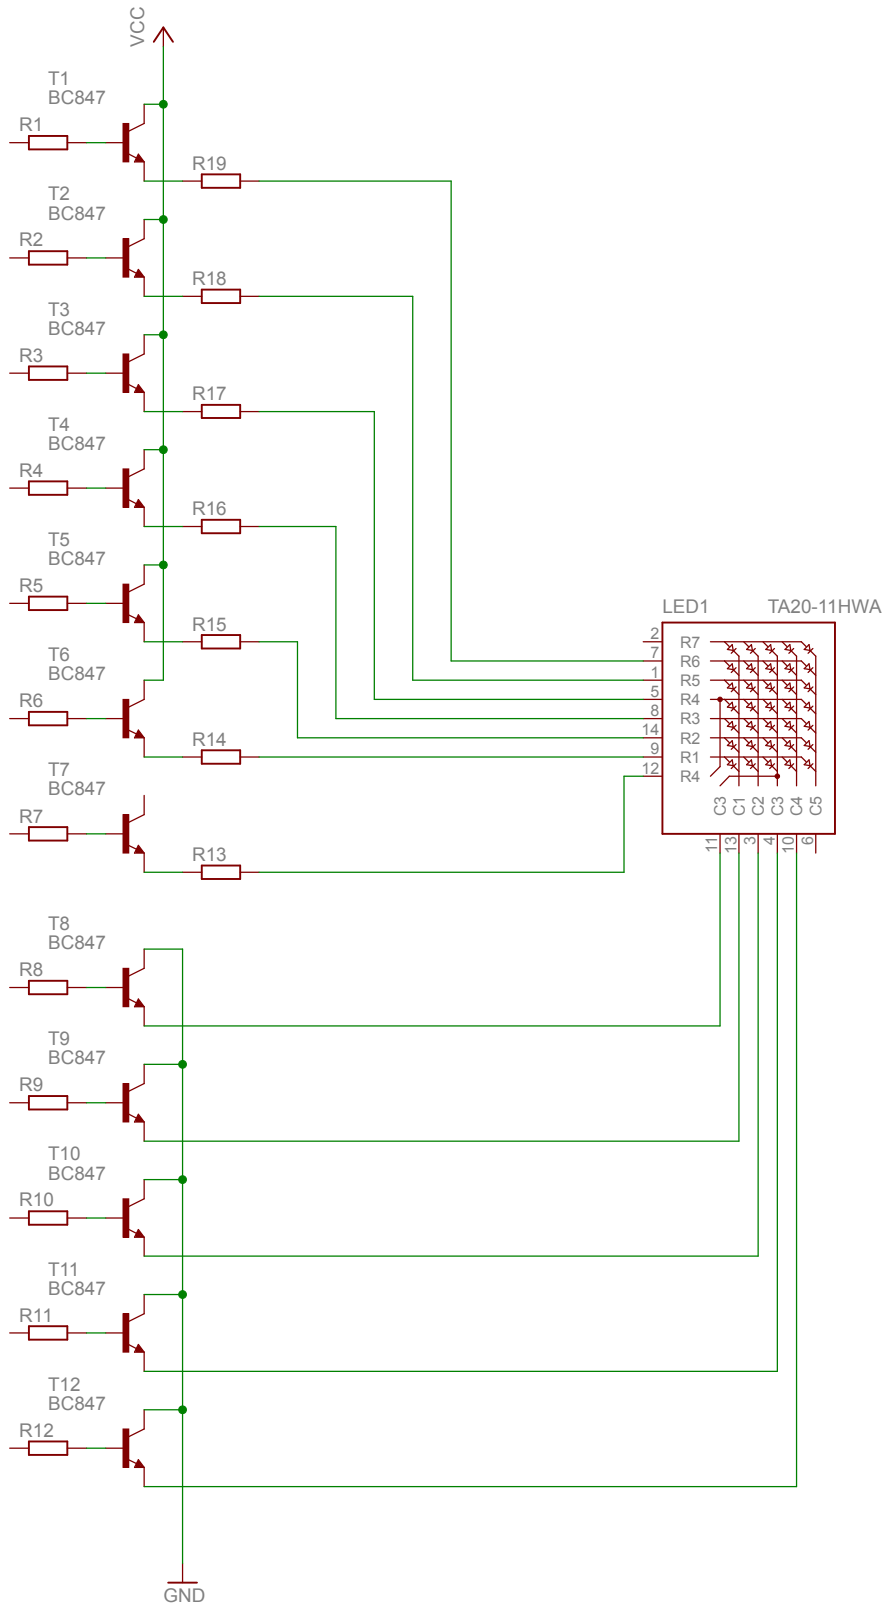 VCC
T1
BC847
R1
R19
T2
BC847
R2
R18
T3
BC847
R3
R17
T4
BC847
R4
R16
T5
BC847
R5
R15
T6
BC847
R6
R14
T7
BC847
R7
R13
LED1 TA20-11HWA
2 R7
7 R6
1 R5
5 R4
8 R3
14 R2
9 R1
12 R4
C3 C1 C2 C3 C4 C5
11 13 3 4 10 6
T8
BC847
R8
T9
BC847
R9
T10
BC847
R10
T11
BC847
R11
T12
BC847
R12
GND